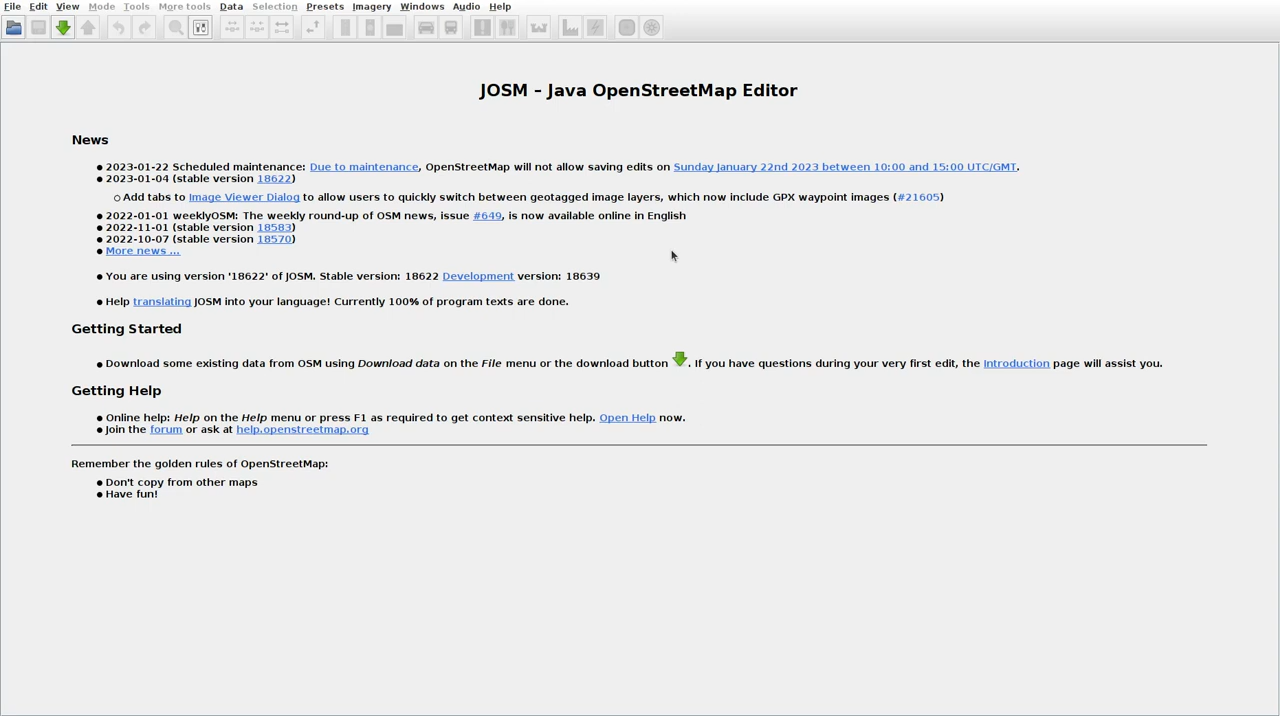 File Edit View Mode Tools More tools Data Selection Presets Imagery Windows Audio Help
JOSM – Java OpenStreetMap Editor
News
2023-01-22 Scheduled maintenance: Due to maintenance, OpenStreetMap will not allow saving edits on Sunday January 22nd 2023 between 10:00 and 15:00 UTC/GMT.
2023-01-04 (stable version 18622)
Add tabs to Image Viewer Dialog to allow users to quickly switch between geotagged image layers, which now include GPX waypoint images (#21605)
2022-01-01 weeklyOSM: The weekly round-up of OSM news, issue #649, is now available online in English
2022-11-01 (stable version 18583)
2022-10-07 (stable version 18570)
More news ...
You are using version '18622' of JOSM. Stable version: 18622 Development version: 18639
Help translating JOSM into your language! Currently 100% of program texts are done.
Getting Started
Download some existing data from OSM using Download data on the File menu or the download button . If you have questions during your very first edit, the Introduction page will assist you.
Getting Help
Online help: Help on the Help menu or press F1 as required to get context sensitive help. Open Help now.
Join the forum or ask at help.openstreetmap.org
Remember the golden rules of OpenStreetMap:
Don't copy from other maps
Have fun!